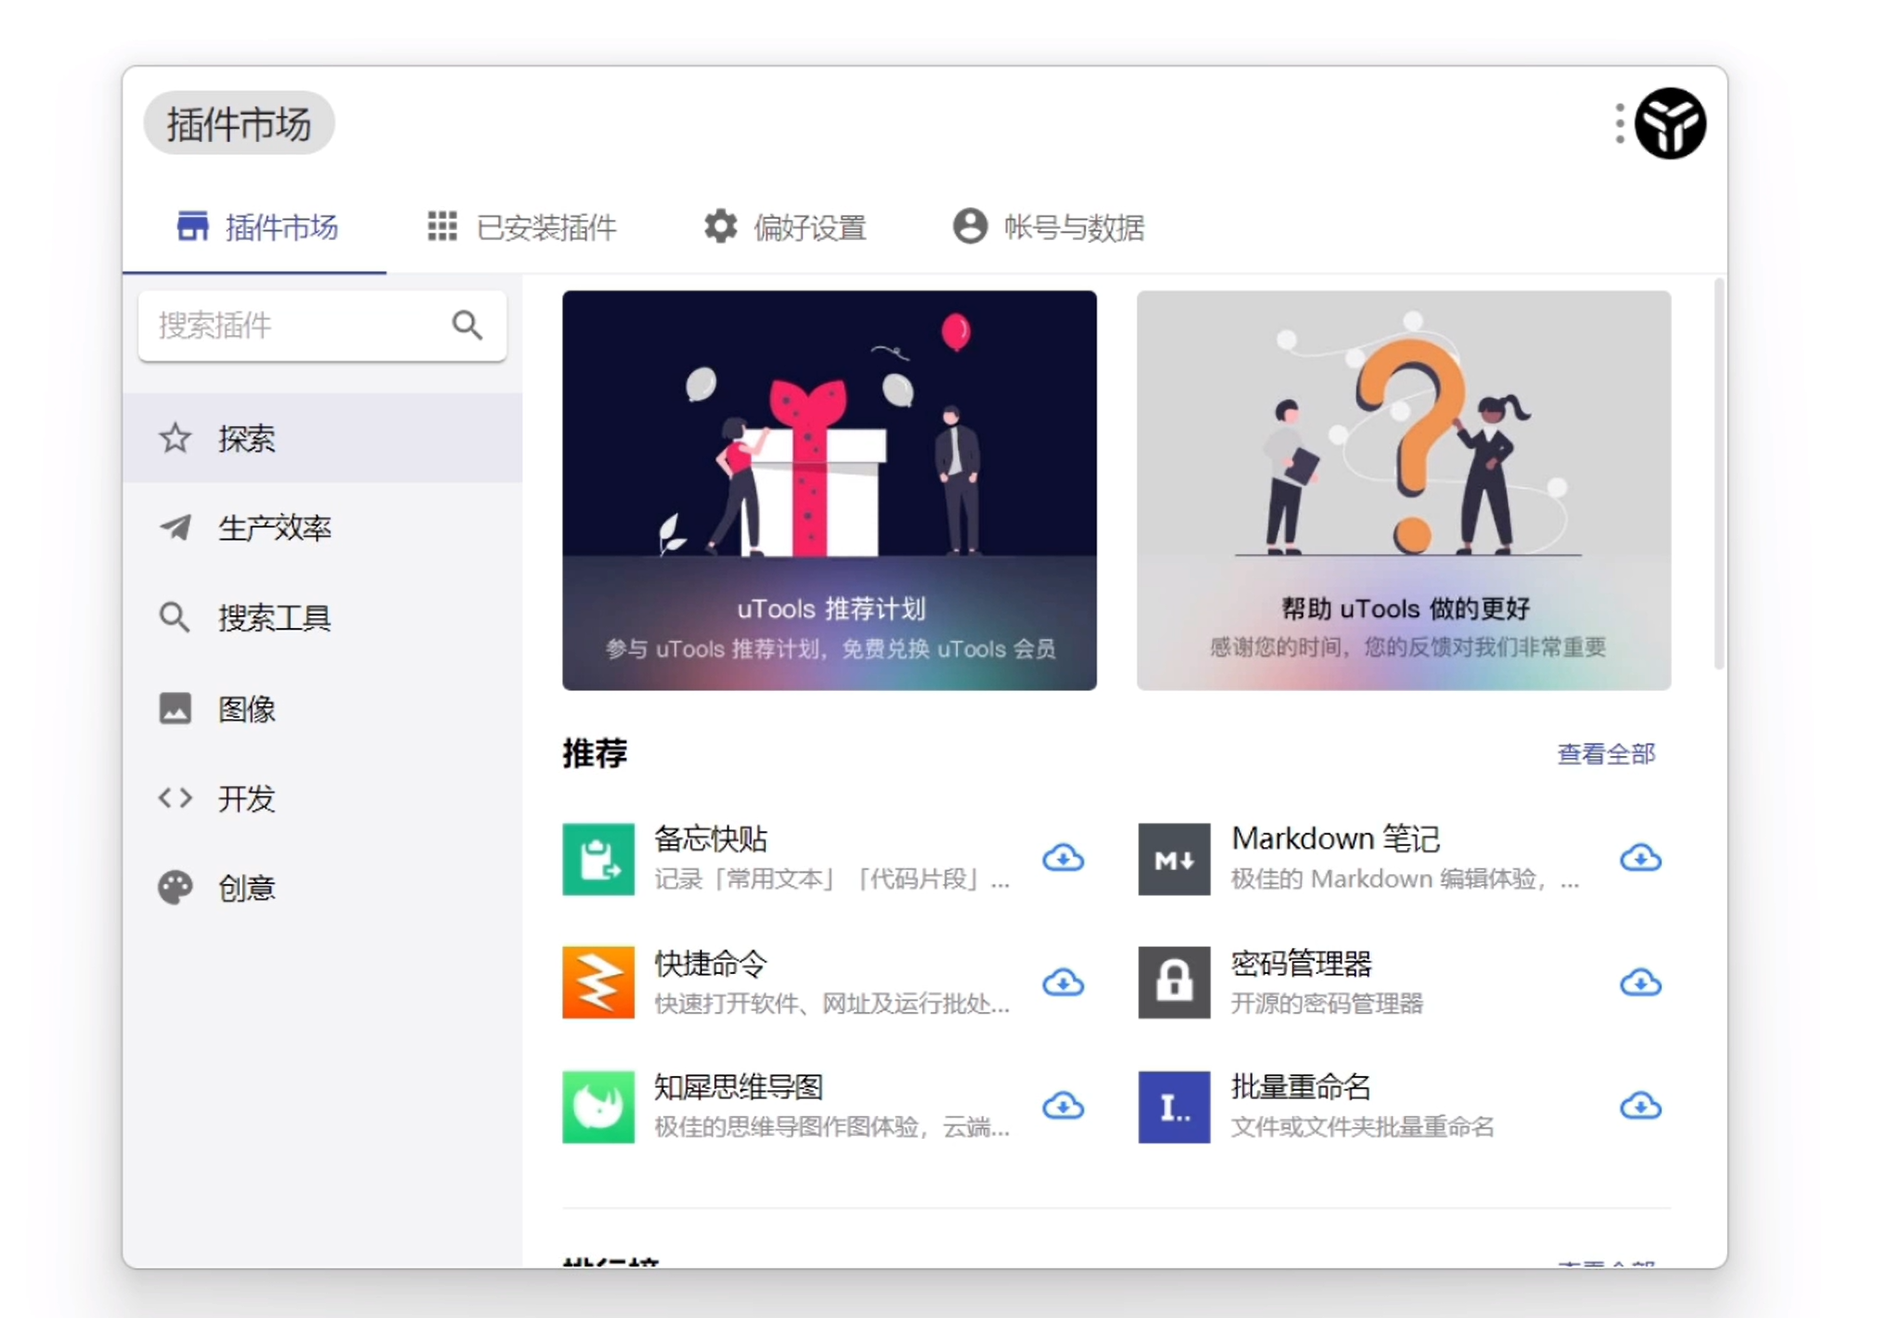 插件市场
插件市场
已安装插件
偏好设置
帐号与数据
搜索插件
探索
生产效率
搜索工具
图像
开发
创意
uTools 推荐计划
参与 uTools 推荐计划，免费兑换 uTools 会员
帮助 uTools 做的更好
感谢您的时间，您的反馈对我们非常重要
推荐
查看全部
备忘快贴
记录「常用文本」「代码片段」...
M↓
Markdown 笔记
极佳的 Markdown 编辑体验，...
快捷命令
快速打开软件、网址及运行批处...
密码管理器
开源的密码管理器
知犀思维导图
极佳的思维导图作图体验，云端...
I..
批量重命名
文件或文件夹批量重命名
排行榜
查看全部